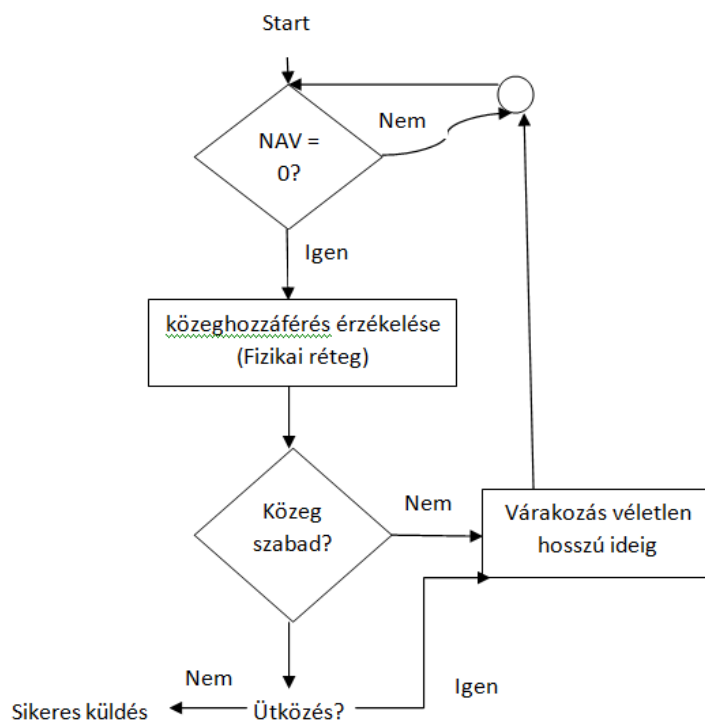 Start
Nem
NAV =
0?
Igen
közeghozzáférés érzékelése
(Fizikai réteg)
Nem
Közeg
szabad?
Várakozás véletlen
hosszú ideig
Nem
Igen
Sikeres küldés
Ütközés?